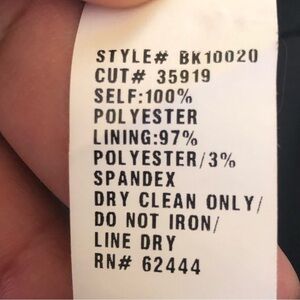 STYLE# BK10020
CUT# 35919
SELF:100%
POLYESTER
LINING:97%
POLYESTER/3%
SPANDEX
DRY CLEAN ONLY/
DO NOT IRON/
LINE DRY
RN# 62444